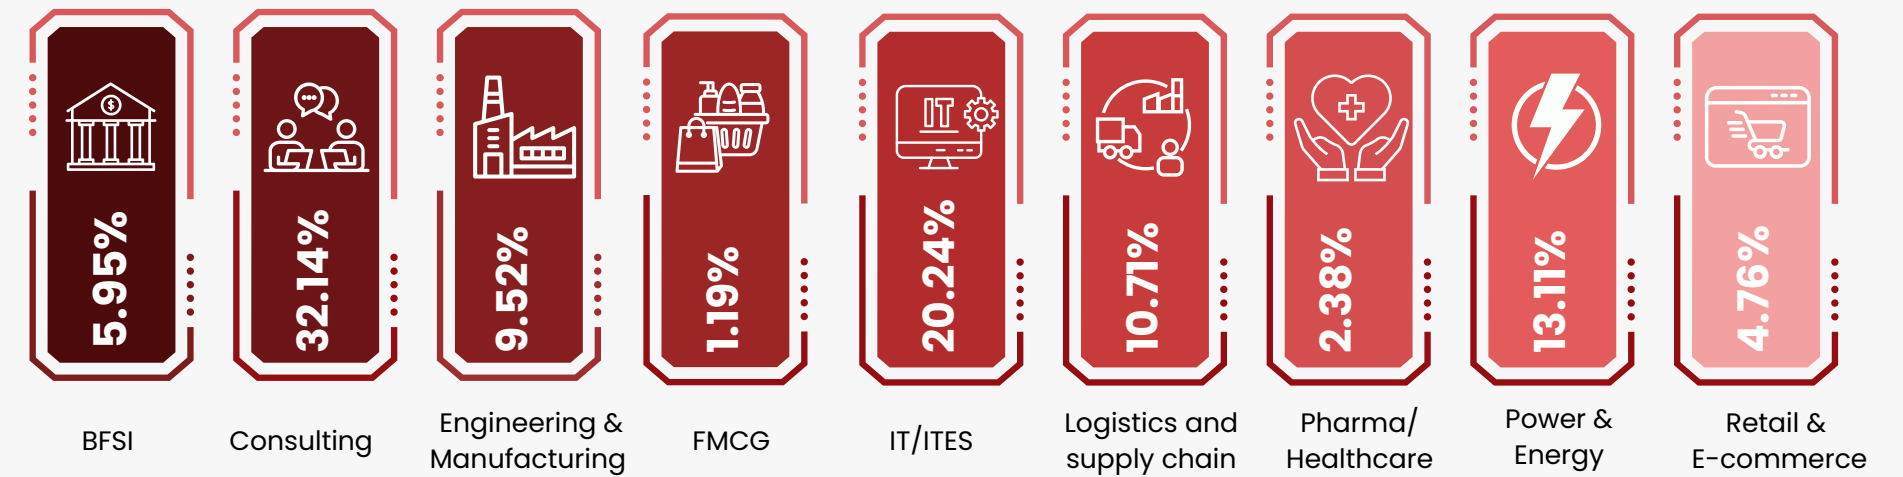 $
IT
5.95%
32.14%
9.52%
1.19%
20.24%
10.71%
2.38%
13.11%
4.76%
BFSI
Consulting
Engineering &
Manufacturing
FMCG
IT/ITES
Logistics and
supply chain
Pharma/
Healthcare
Power &
Energy
Retail &
E-commerce